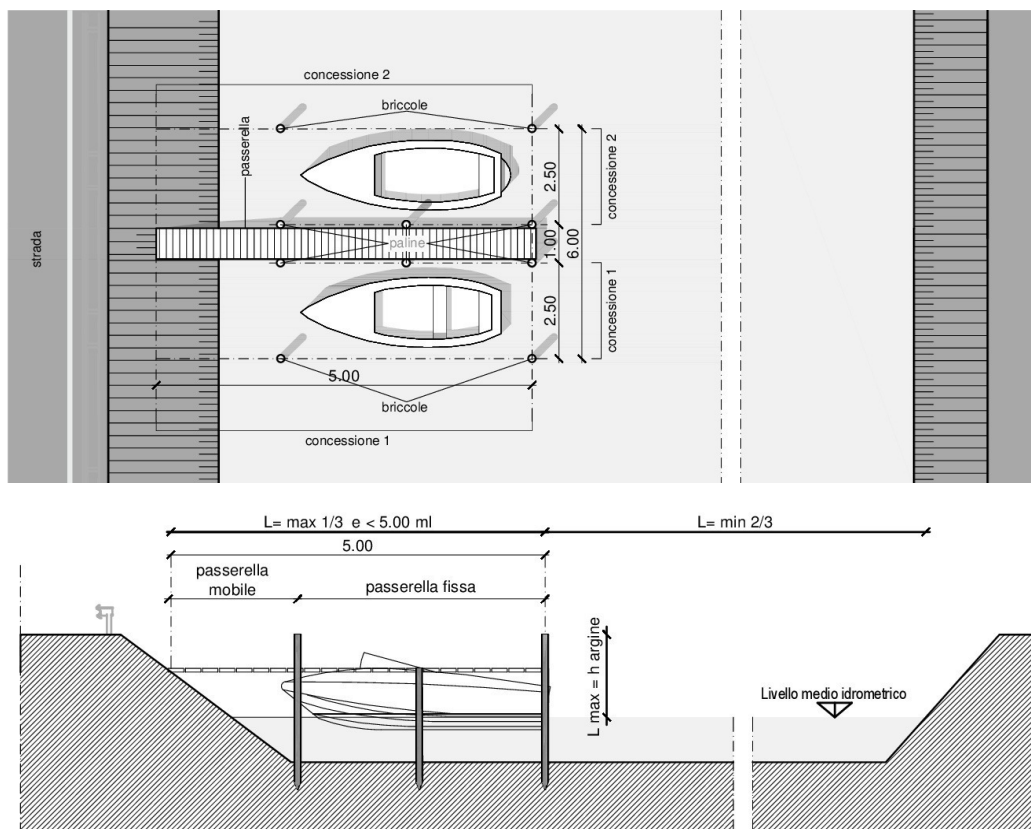 concessione 2
briccole
passerella
strada
2.50
concessione 2
paline
1.00
6.00
2.50
concessione 1
5.00
briccole
concessione 1
L= max 1/3 e < 5.00 ml
L= min 2/3
5.00
passerella
mobile
passerella fissa
L max = h argine
Livello medio idrometrico